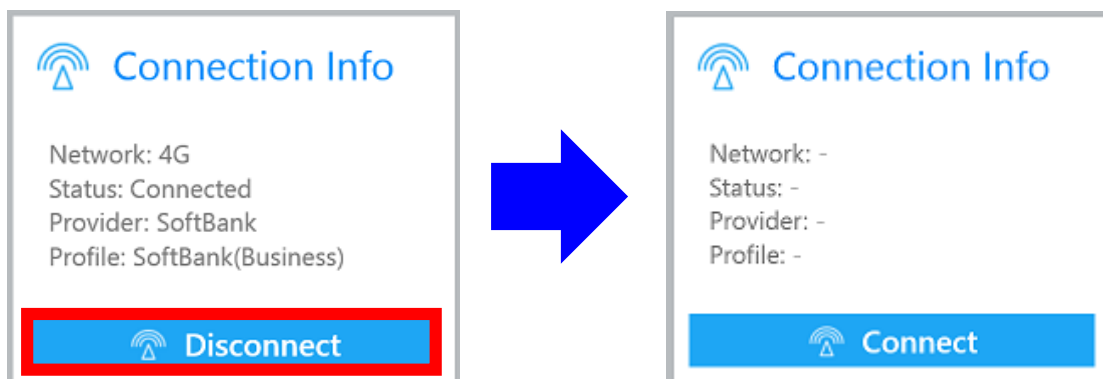 Connection Info
Network: 4G
Status: Connected
Provider: SoftBank
Profile: SoftBank(Business)
Disconnect
Connection Info
Network: -
Status: -
Provider: -
Profile: -
Connect